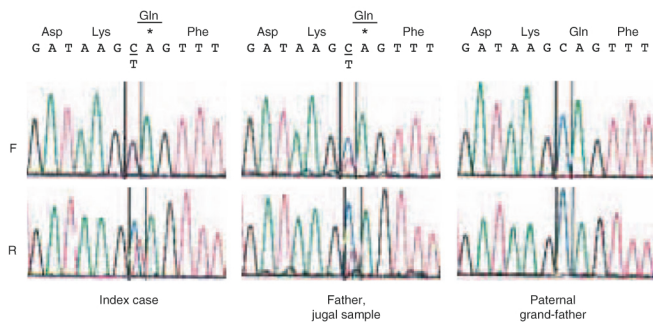 Gln Gln
Asp Lys * Phe Asp Lys * Phe Asp Lys Gln Phe
G A T A A G C A G T T T G A T A A G C A G T T T G A T A A G C A G T T T
T T
F
R
Index case
Father,
jugal sample
Paternal
grand-father